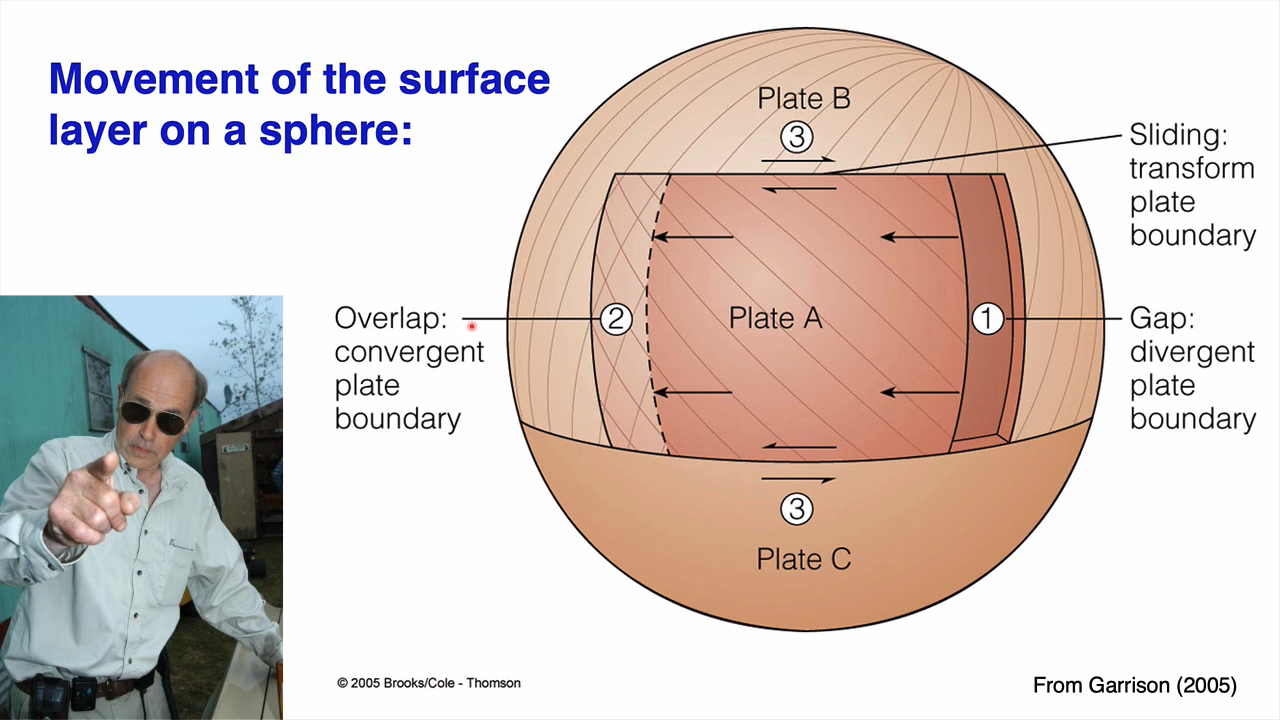 Movement of the surface
layer on a sphere:
Plate B
3
Sliding:
transform
plate
boundary
Overlap:
convergent
plate
boundary
2
Plate A
1
Gap:
divergent
plate
boundary
3
Plate C
© 2005 Brooks/Cole - Thomson
From Garrison (2005)